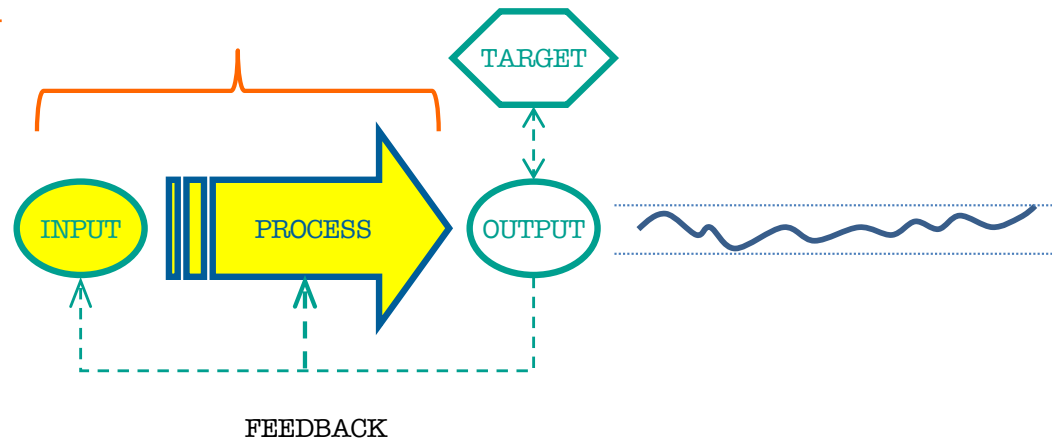 TARGET
INPUT
PROCESS
OUTPUT
FEEDBACK